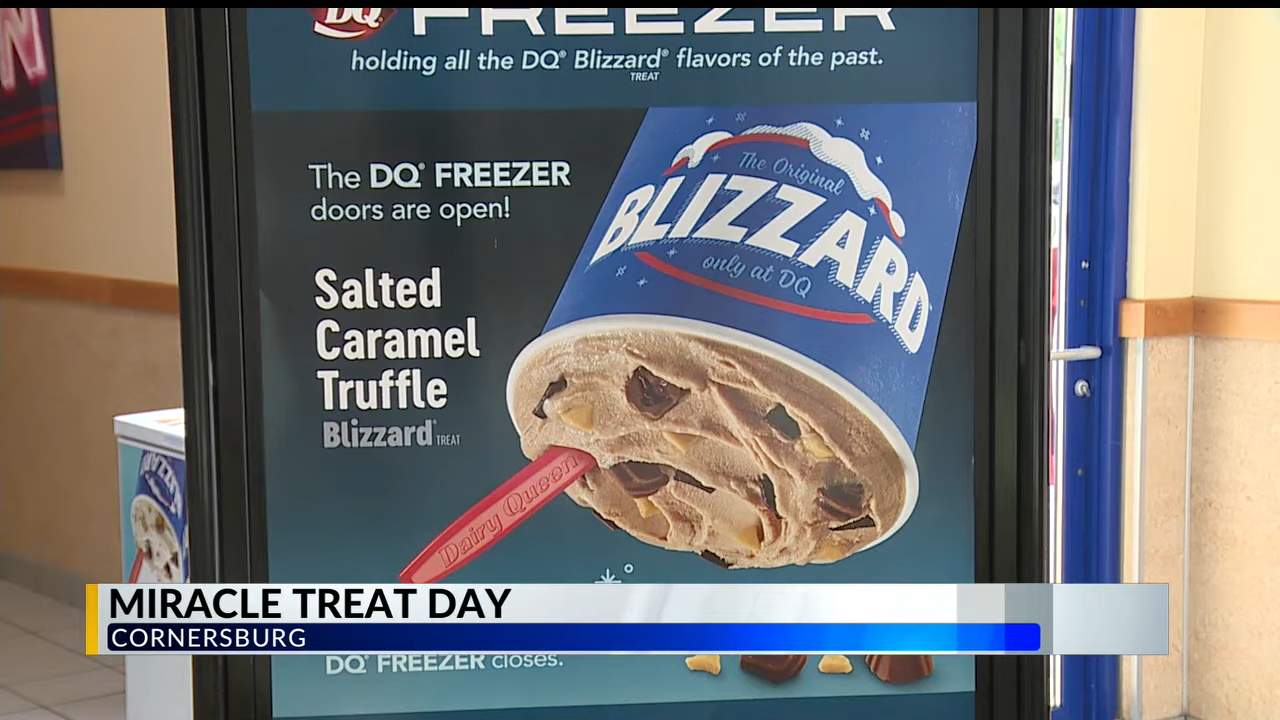 DQ
FREEZER
holding all the DQ® Blizzard® flavors of the past.
TREAT
The DQ® FREEZER
doors are open!
Salted
Caramel
Truffle
Blizzard® TREAT
The Original
BLIZZARD
only at DQ
Dairy Queen
MIRACLE TREAT DAY
CORNERSBURG
DQ® FREEZER closes.